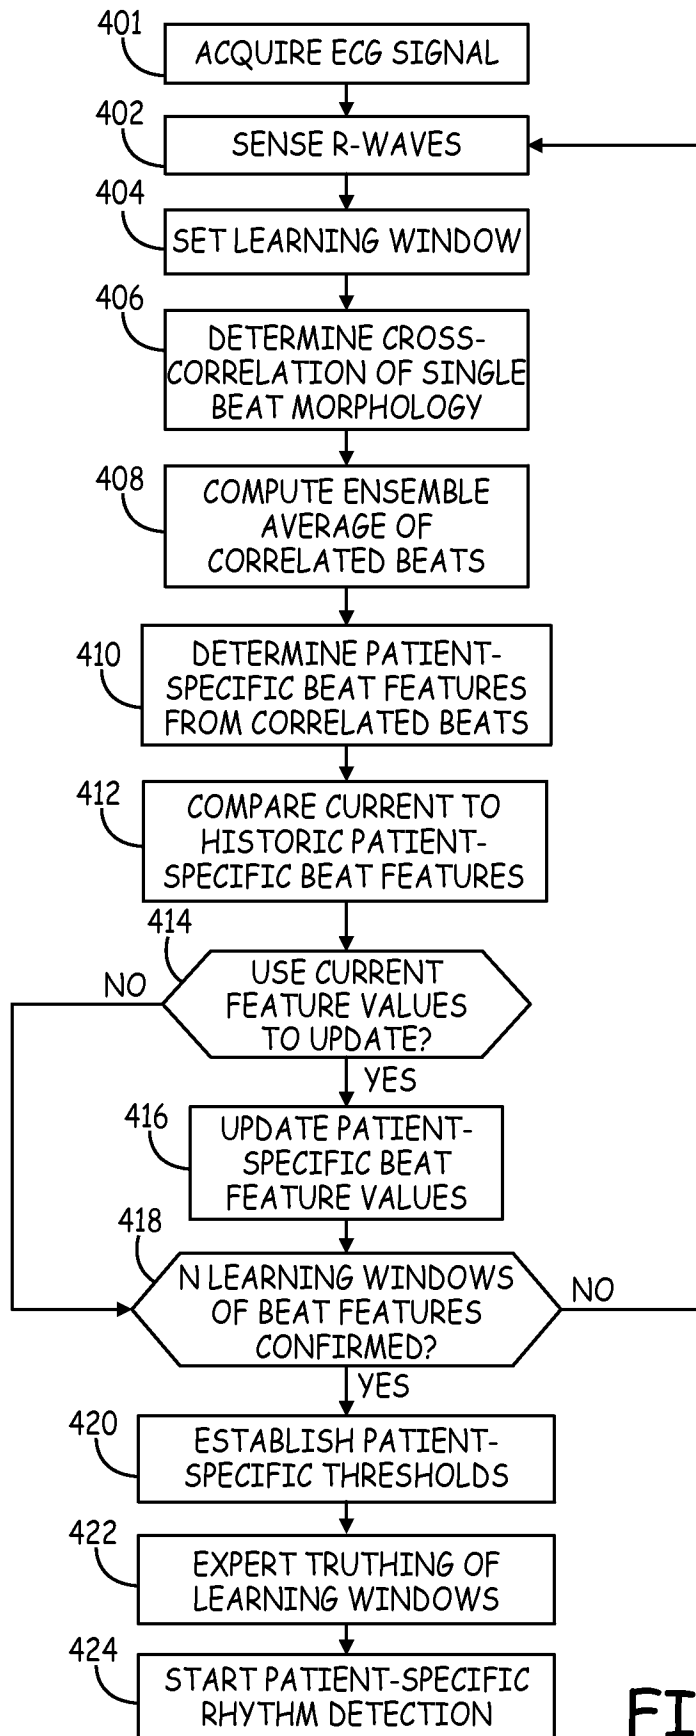 401
ACQUIRE ECG SIGNAL
402
SENSE R-WAVES
404
SET LEARNING WINDOW
406
DETERMINE CROSS-
CORRELATION OF SINGLE
BEAT MORPHOLOGY
408
COMPUTE ENSEMBLE
AVERAGE OF
CORRELATED BEATS
410
DETERMINE PATIENT-
SPECIFIC BEAT FEATURES
FROM CORRELATED BEATS
412
COMPARE CURRENT TO
HISTORIC PATIENT-
SPECIFIC BEAT FEATURES
414
NO
USE CURRENT
FEATURE VALUES
TO UPDATE?
YES
416
UPDATE PATIENT-
SPECIFIC BEAT
FEATURE VALUES
418
N LEARNING WINDOWS
OF BEAT FEATURES
CONFIRMED?
NO
YES
420
ESTABLISH PATIENT-
SPECIFIC THRESHOLDS
422
EXPERT TRUTHING OF
LEARNING WINDOWS
424
START PATIENT-SPECIFIC
RHYTHM DETECTION